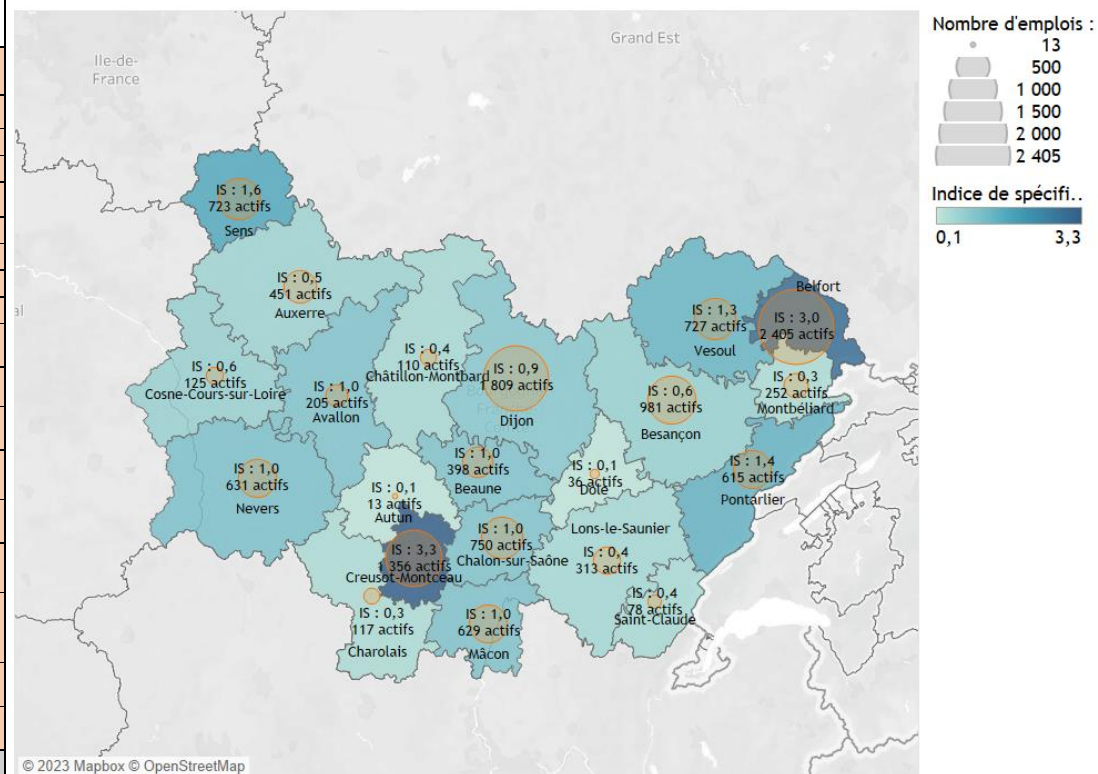 Ile-de-
France
Grand Est
IS : 1,6
723 actifs
Sens
IS : 0,5
451 actifs
Auxerre
Belfort
IS : 3,0
2 405 actifs
IS : 1,3
727 actifs
Vesoul
IS : 0,4
110 actifs
Châtillon-Montbard
IS : 0,9
1 809 actifs
Dijon
IS : 0,6
125 actifs
Cosne-Cours-sur-Loire
IS : 1,0
205 actifs
Avallon
IS : 0,6
981 actifs
Besançon
IS : 0,3
252 actifs
Montbéliard
IS : 1,0
631 actifs
Nevers
IS : 1,0
398 actifs
Beaune
IS : 0,1
36 actifs
Dole
IS : 1,4
615 actifs
Pontarlier
IS : 0,1
13 actifs
Autun
IS : 3,3
1 356 actifs
Creusot-Montceau
IS : 1,0
750 actifs
Chalon-sur-Saône
Lons-le-Saunier
IS : 0,4
313 actifs
IS : 0,4
78 actifs
Saint-Claude
IS : 0,3
117 actifs
Charolais
IS : 1,0
629 actifs
Mâcon
© 2023 Mapbox © OpenStreetMap
Nombre d'emplois :
13
500
1 000
1 500
2 000
2 405
Indice de spécifi..
0,1 3,3